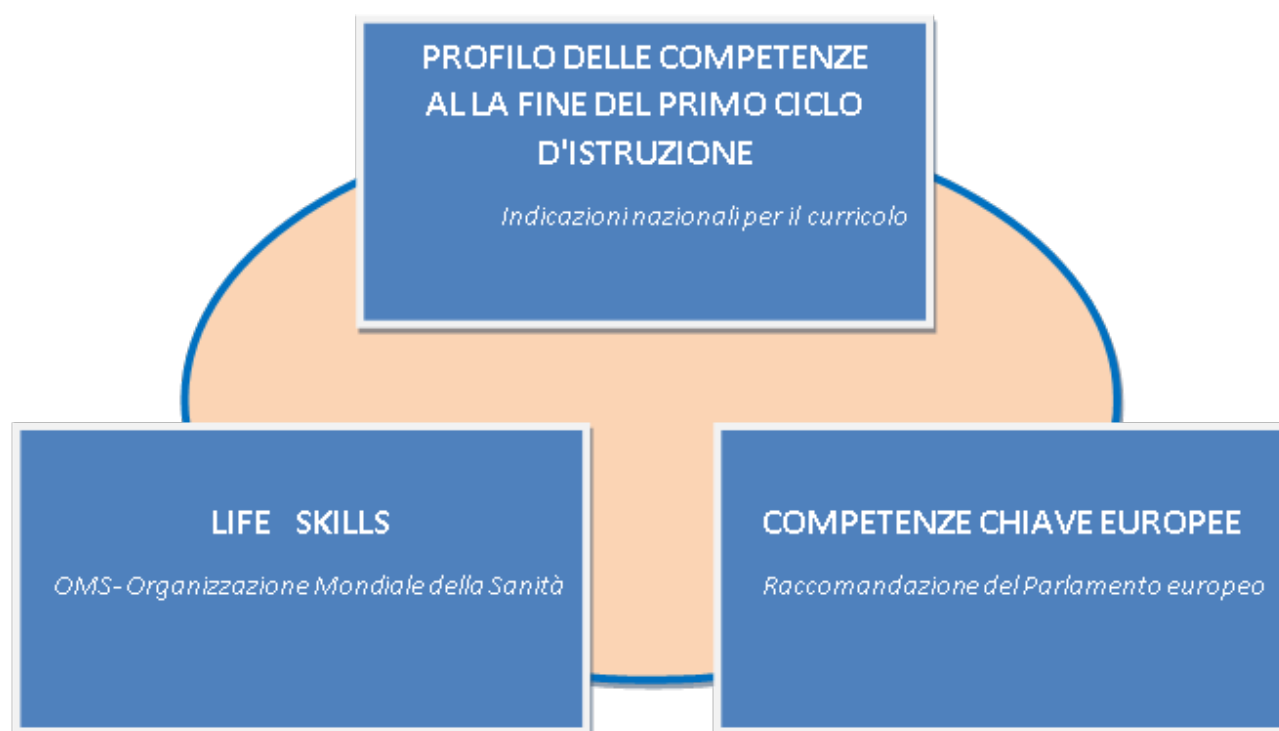 PROFILO DELLE COMPETENZE
AL LA FINE DEL PRIMO CICLO
D'ISTRUZIONE
Indicazioni nazionali per il curricolo
LIFE SKILLS
OMS- Organizzazione Mondiale della Sanità
COMPETENZE CHIAVE EUROPEE
Raccomandazione del Parlamento europeo